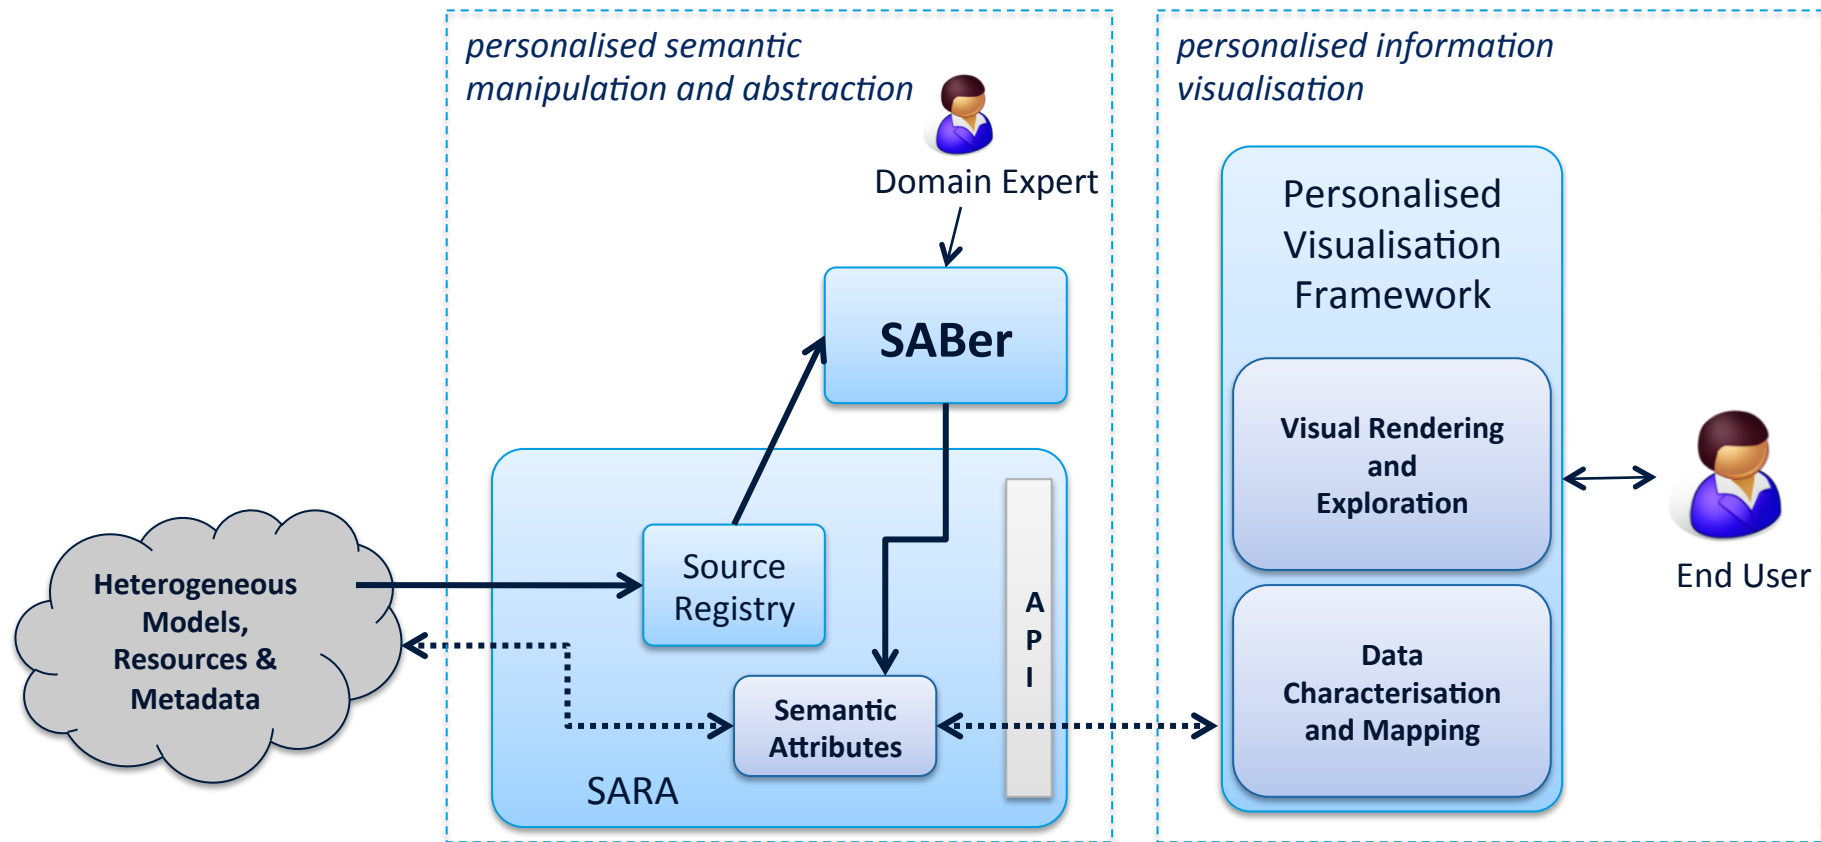 personalised semantic
manipulation and abstraction
Domain Expert
SABer
Source
Registry
Semantic
Attributes
SARA
A
P
I
Heterogeneous
Models,
Resources &
Metadata
personalised information
visualisation
Personalised
Visualisation
Framework
Visual Rendering
and
Exploration
Data
Characterisation
and Mapping
End User